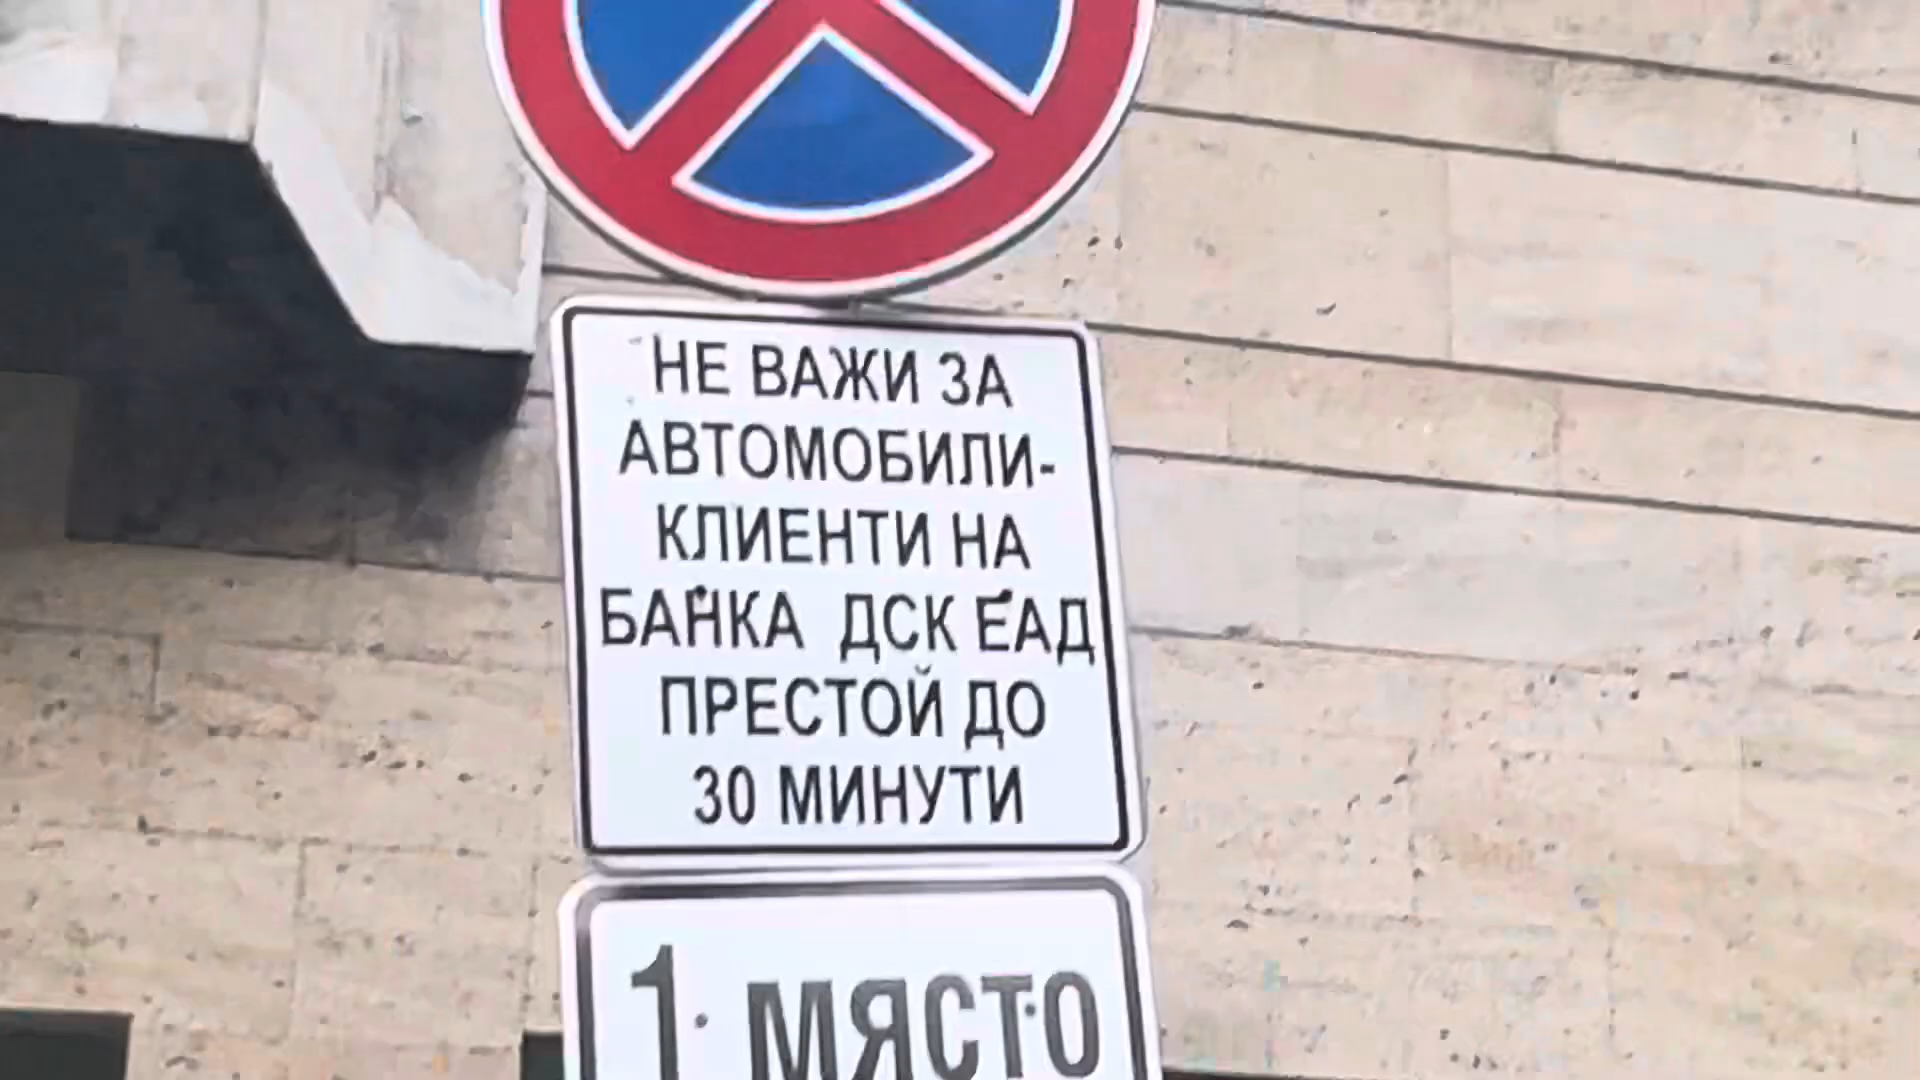 НЕ ВАЖИ ЗА
АВТОМОБИЛИ-
КЛИЕНТИ НА
БАНКА ДСК ЕАД
ПРЕСТОЙ ДО
30 МИНУТИ
1 МЯСТО